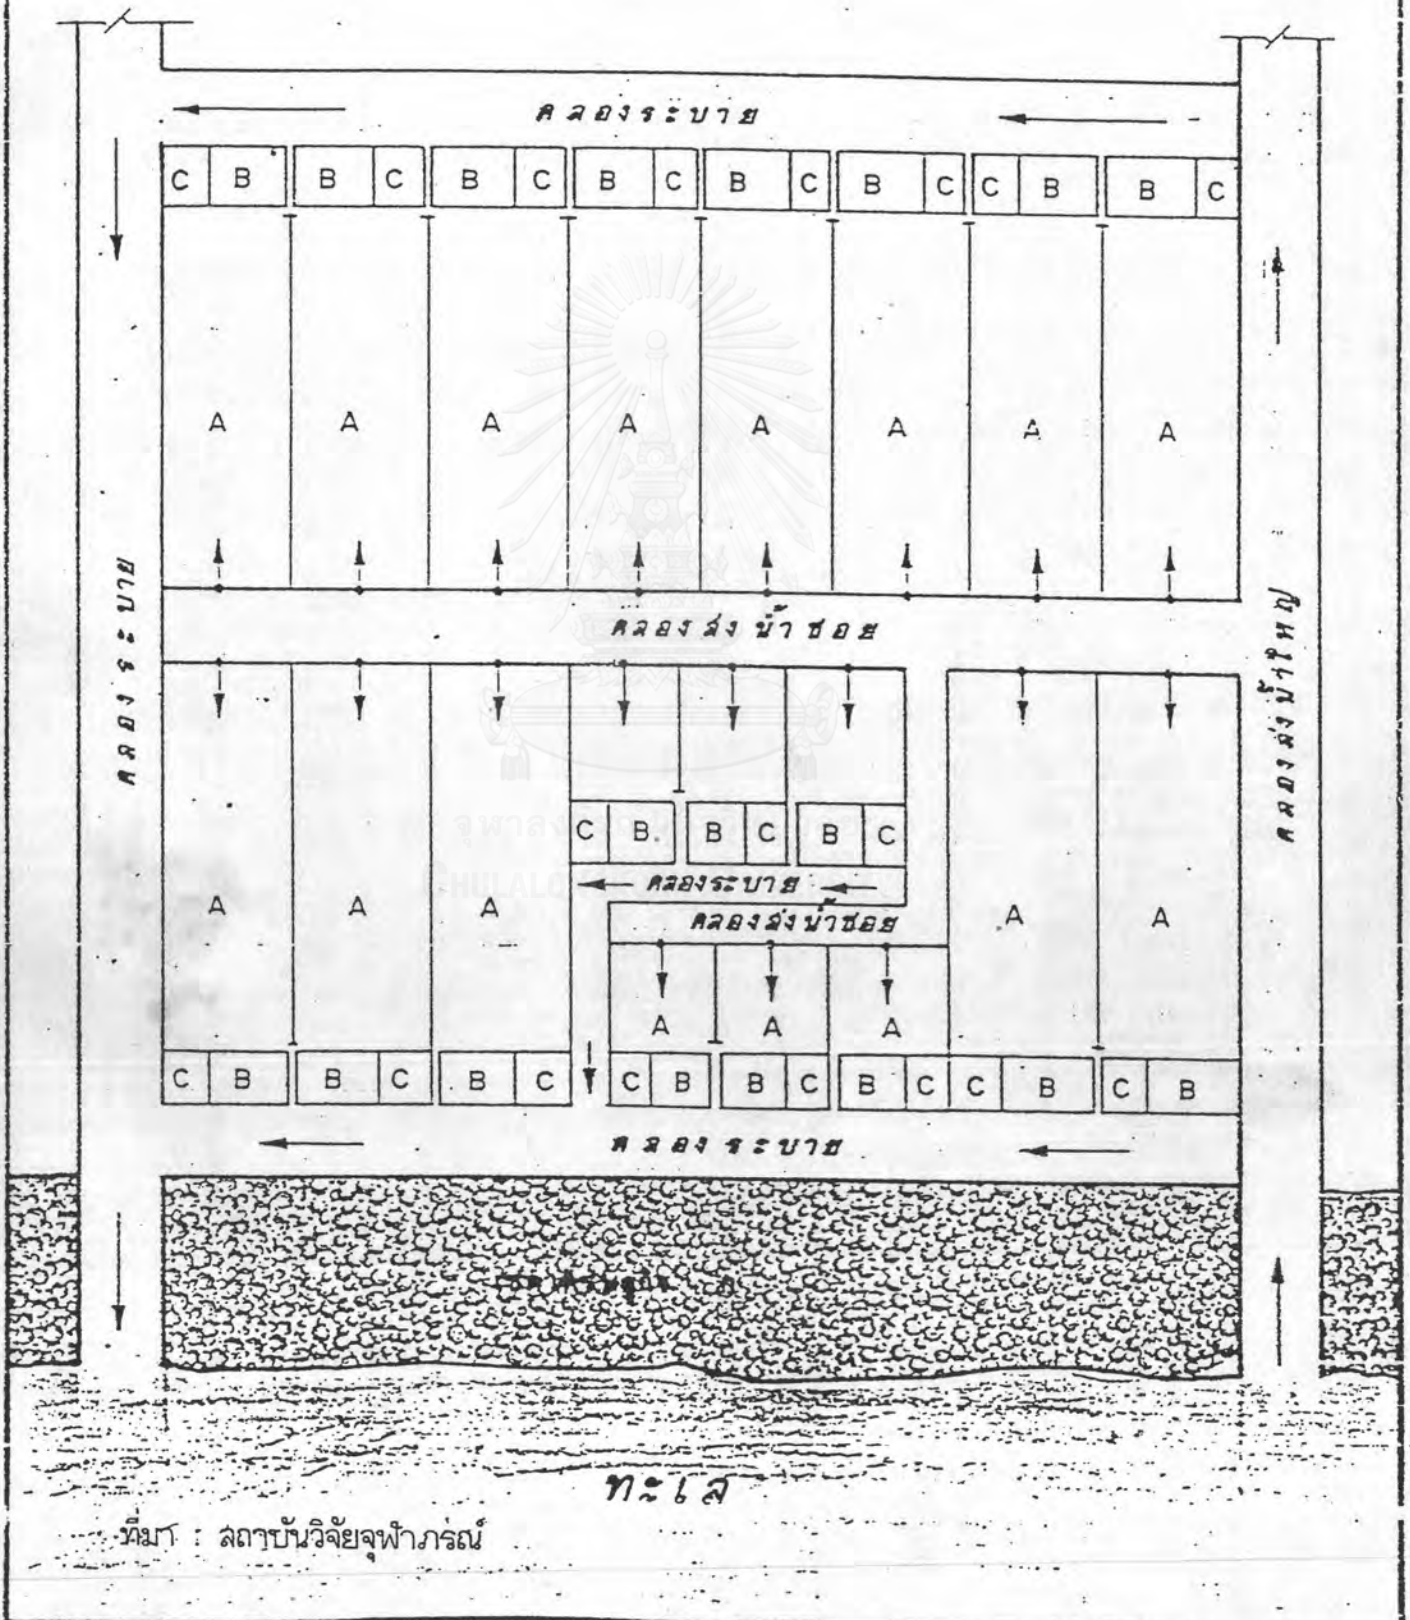 คลองระบาย
C B B C B C B C B C B C C B B C
A A A A A A A A
คลองส่งน้ำซอย
คลองระบาย
คลองส่งน้ำใหญ่
C B B C B C
คลองระบาย
คลองส่งน้ำซอย
A A A A A
A A A
C B B C B C C B B C B C C B C B
คลองระบาย
ทะเล
ที่มา : สถาบันวิจัยจุฬาภรณ์